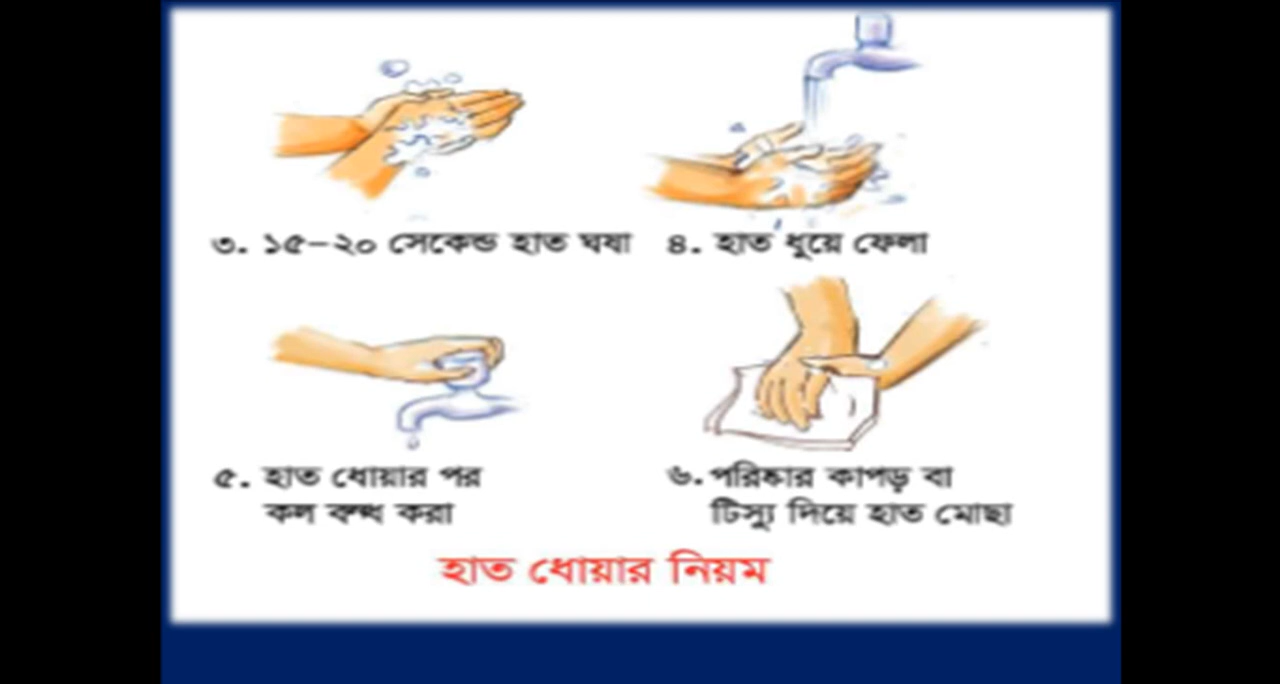 ৩. ১৫–২০ সেকেন্ড হাত ঘষা
৪. হাত ধুয়ে ফেলা
৫. হাত ধোয়ার পর
কল বন্ধ করা
৬. পরিষ্কার কাপড় বা
টিস্যু দিয়ে হাত মোছা
হাত ধোয়ার নিয়ম